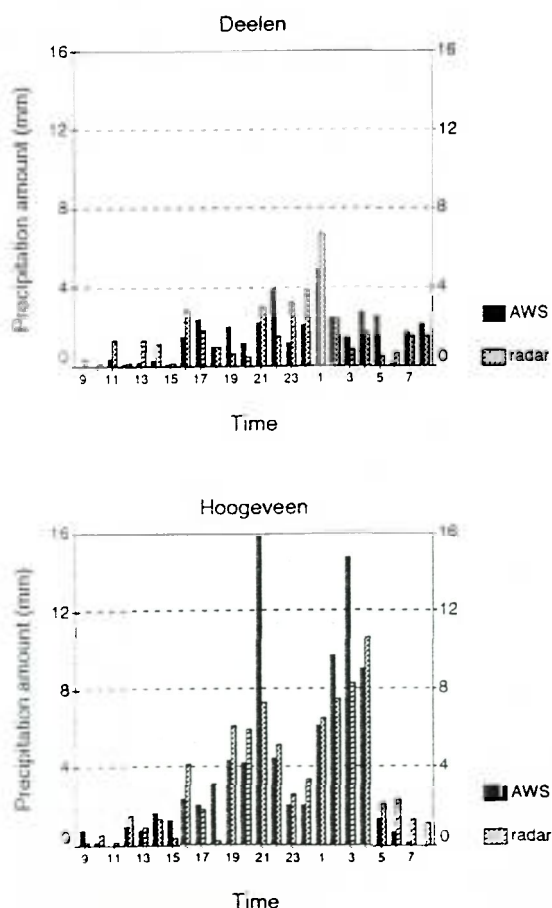 Deelen
16 16
12 12
8 8
4 4
0 0
Precipitation amount (mm)
9 11 13 15 17 19 21 23 1 3 5 7
AWS
radar
Time
Hoogeveen
16 16
12 12
8 8
4 4
0 0
Precipitation amount (mm)
9 11 13 15 17 19 21 23 1 3 5 7
AWS
radar
Time